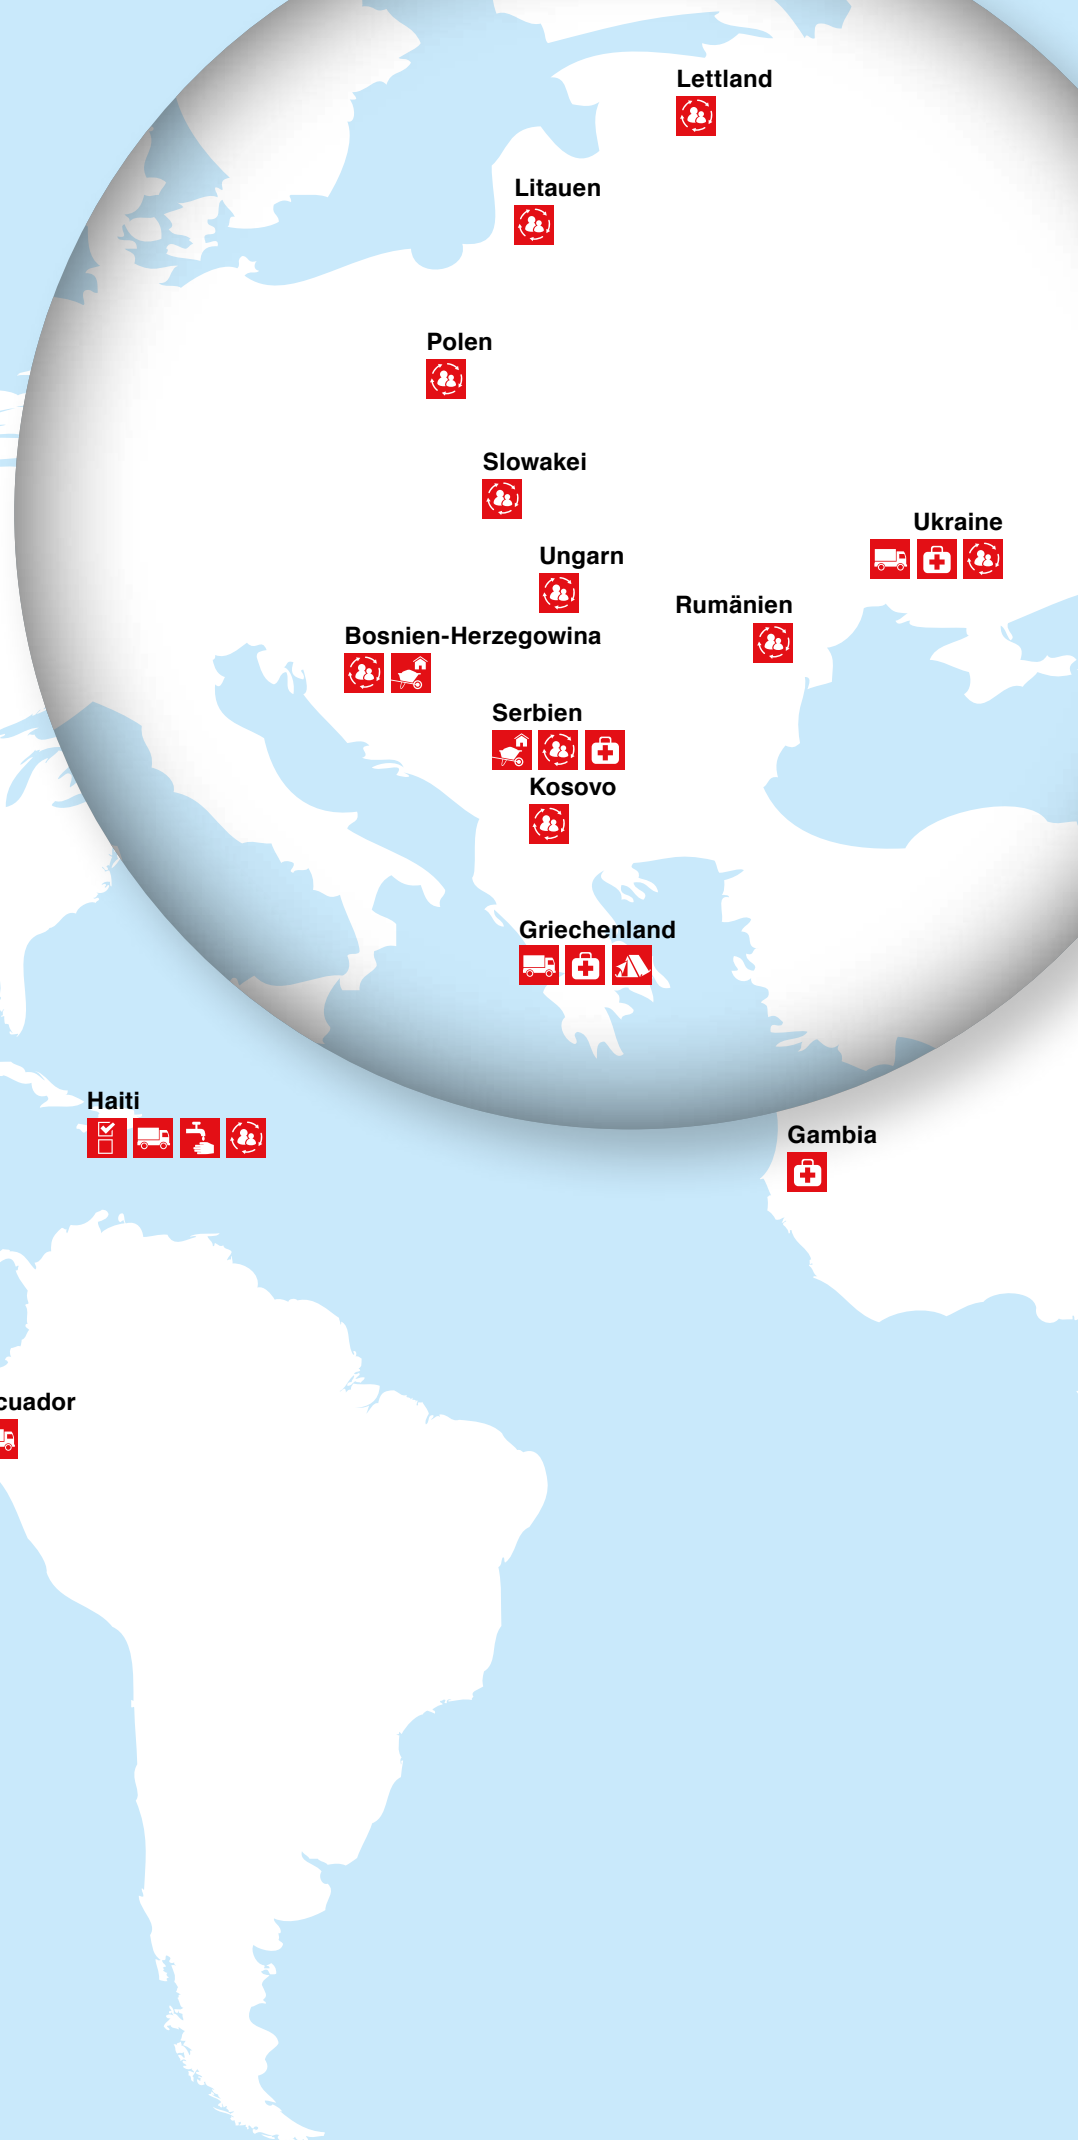 Lettland
Litauen
Polen
Slowakei
Ukraine
Ungarn
Rumänien
Bosnien-Herzegowina
Serbien
Kosovo
Griechenland
Haiti
Gambia
cuador